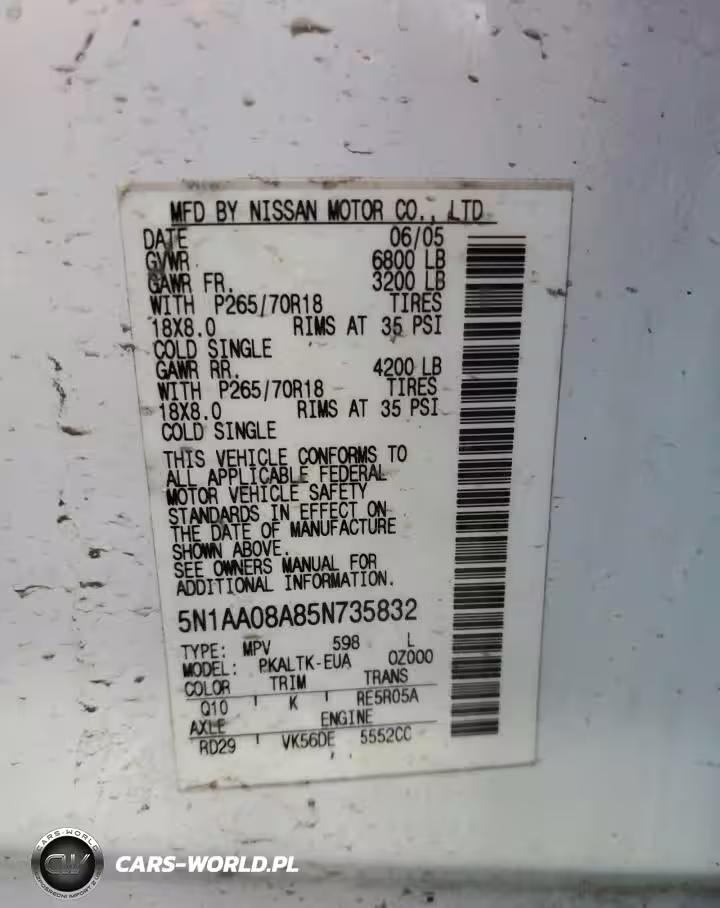 MFD BY NISSAN MOTOR CO., LTD
DATE 06/05
GVWR 6800 LB
GAWR FR. 3200 LB
WITH P265/70R18 TIRES
18X8.0 RIMS AT 35 PSI
COLD SINGLE
GAWR RR. 4200 LB
WITH P265/70R18 TIRES
18X8.0 RIMS AT 35 PSI
COLD SINGLE
THIS VEHICLE CONFORMS TO
ALL APPLICABLE FEDERAL
MOTOR VEHICLE SAFETY
STANDARDS IN EFFECT ON
THE DATE OF MANUFACTURE
SHOWN ABOVE.
SEE OWNERS MANUAL FOR
ADDITIONAL INFORMATION.
5N1AA08A85N735832
TYPE: MPV 598 L
MODEL: PKALTK-EUA 0Z000
COLOR TRIM TRANS
Q10 K RE5R05A
AXLE ENGINE
RD29 VK56DE 5552CC
CARS-WORLD
CW
CARS-WORLD.PL